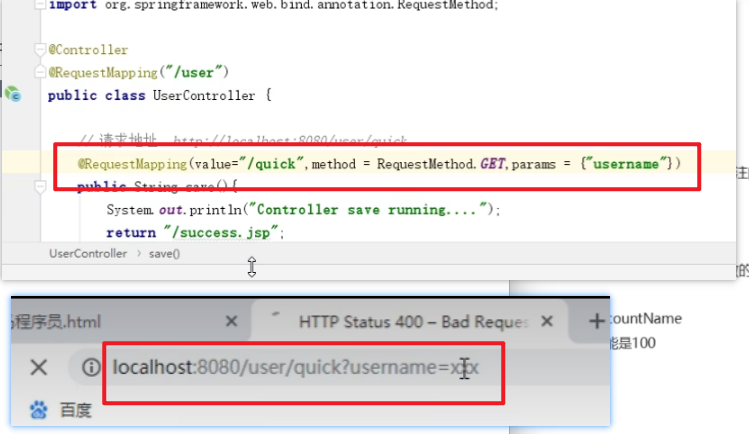 import org.springframework.web.bind.annotation.RequestMethod;
@Controller
@RequestMapping("/user")
public class UserController {
// 请求地址 http://localhost:8080/user/quick
@RequestMapping(value="/quick",method = RequestMethod.GET,params = {"username"})
public String save(){
System.out.println("Controller save running....");
return "/success.jsp";
UserController › save()
程序员.html
HTTP Status 400 – Bad Reques
localhost:8080/user/quick?username=xxx
百度
countName
能是100
的